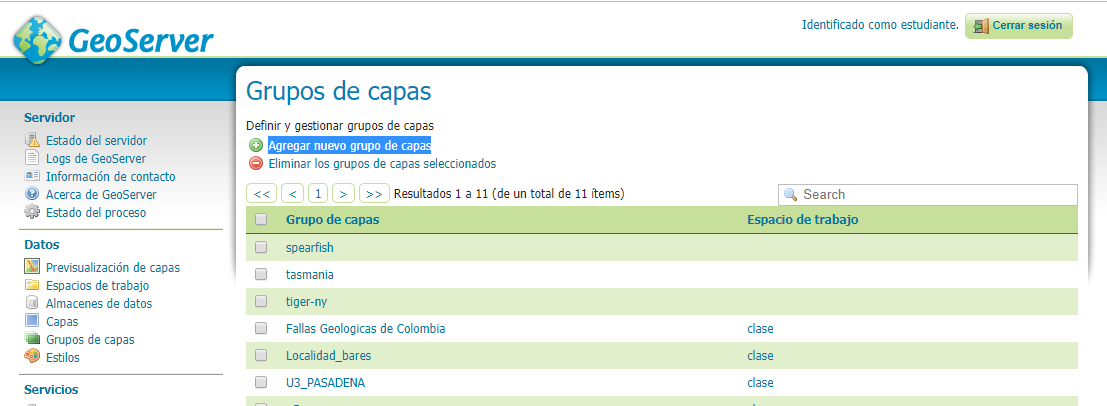 GeoServer
Identificado como estudiante. Cerrar sesión
Servidor
Estado del servidor
Logs de GeoServer
Información de contacto
Acerca de GeoServer
Estado del proceso
Datos
Previsualización de capas
Espacios de trabajo
Almacenes de datos
Capas
Grupos de capas
Estilos
Servicios
Grupos de capas
Definir y gestionar grupos de capas
Agregar nuevo grupo de capas
Eliminar los grupos de capas seleccionados
<< < 1 > >> Resultados 1 a 11 (de un total de 11 ítems) Search
Grupo de capas Espacio de trabajo
spearfish
tasmania
tiger-ny
Fallas Geologicas de Colombia clase
Localidad_bares clase
U3_PASADENA clase